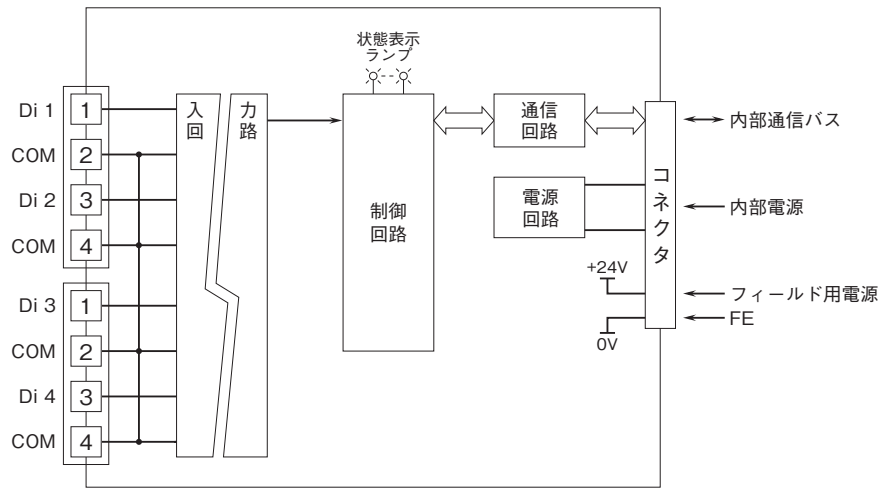 状態表示
ランプ
Di 1
1
COM
2
Di 2
3
COM
4
Di 3
1
COM
2
Di 4
3
COM
4
入力
回路
制御
回路
通信
回路
電源
回路
コネクタ
+24V
0V
内部通信バス
内部電源
フィールド用電源
FE